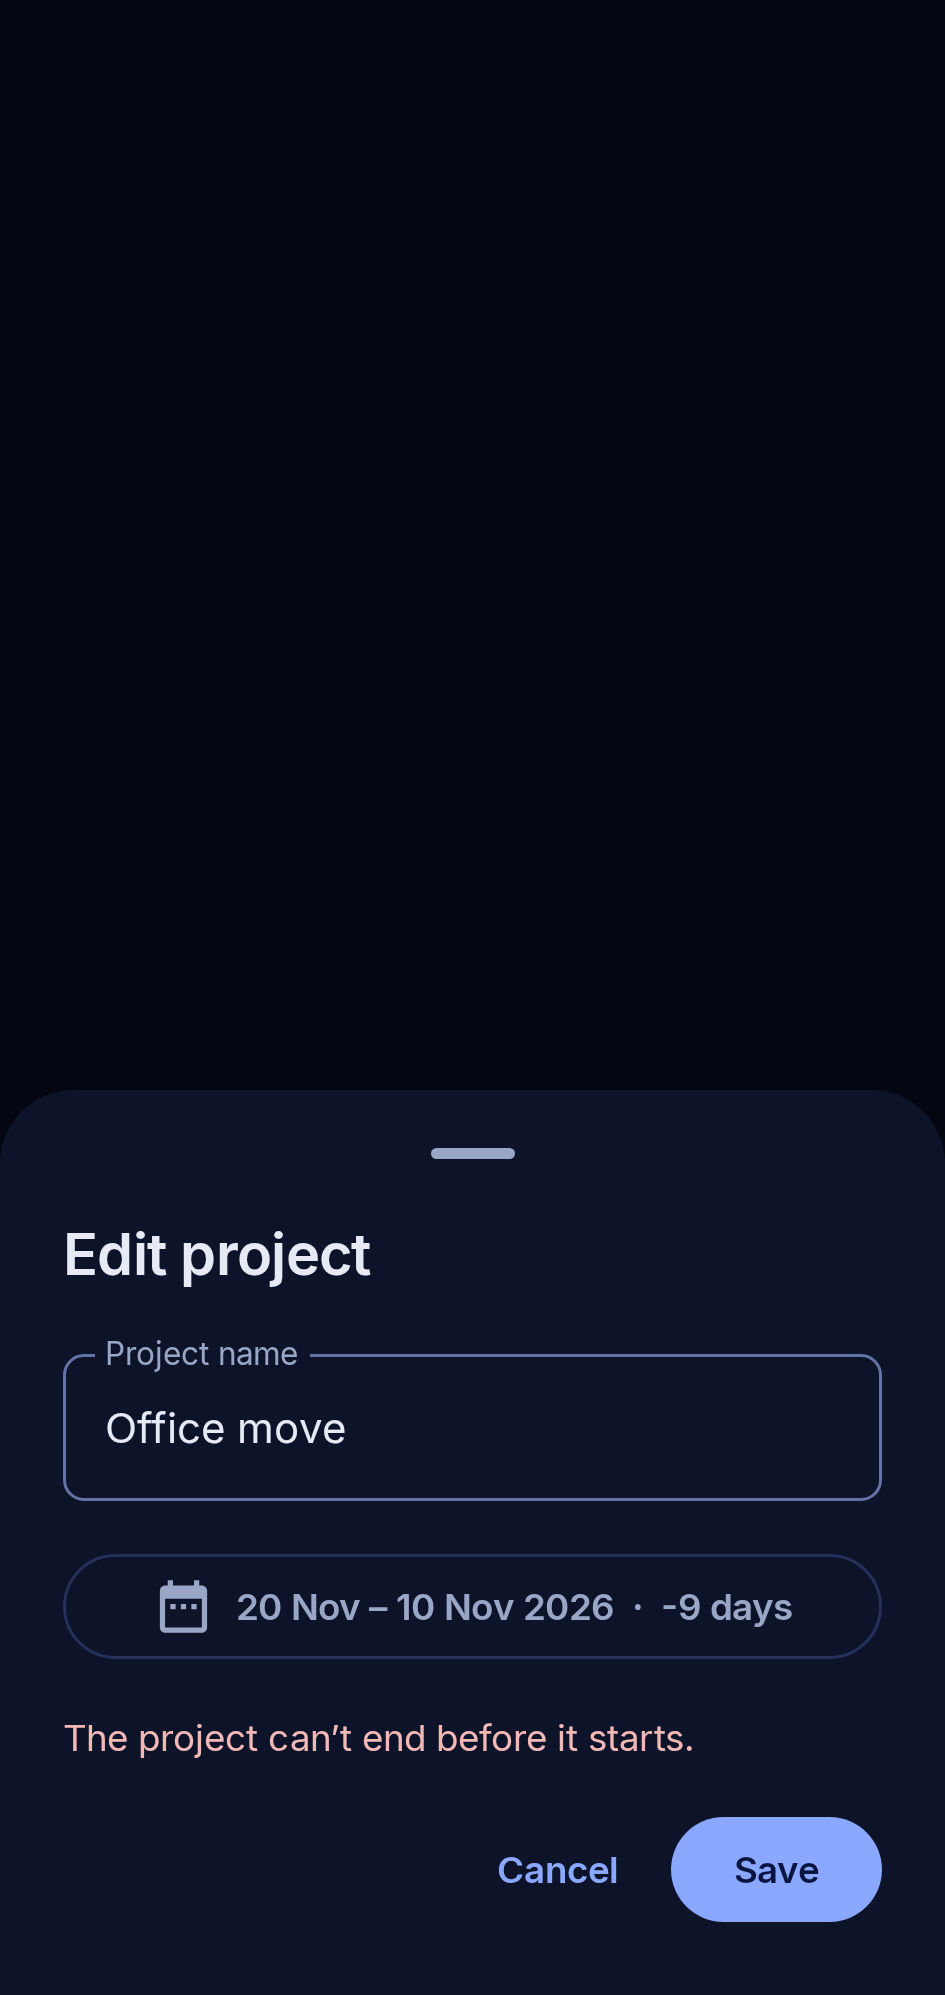 Edit project
Project name
Office move
20 Nov – 10 Nov 2026 · -9 days
The project can’t end before it starts.
Cancel
Save